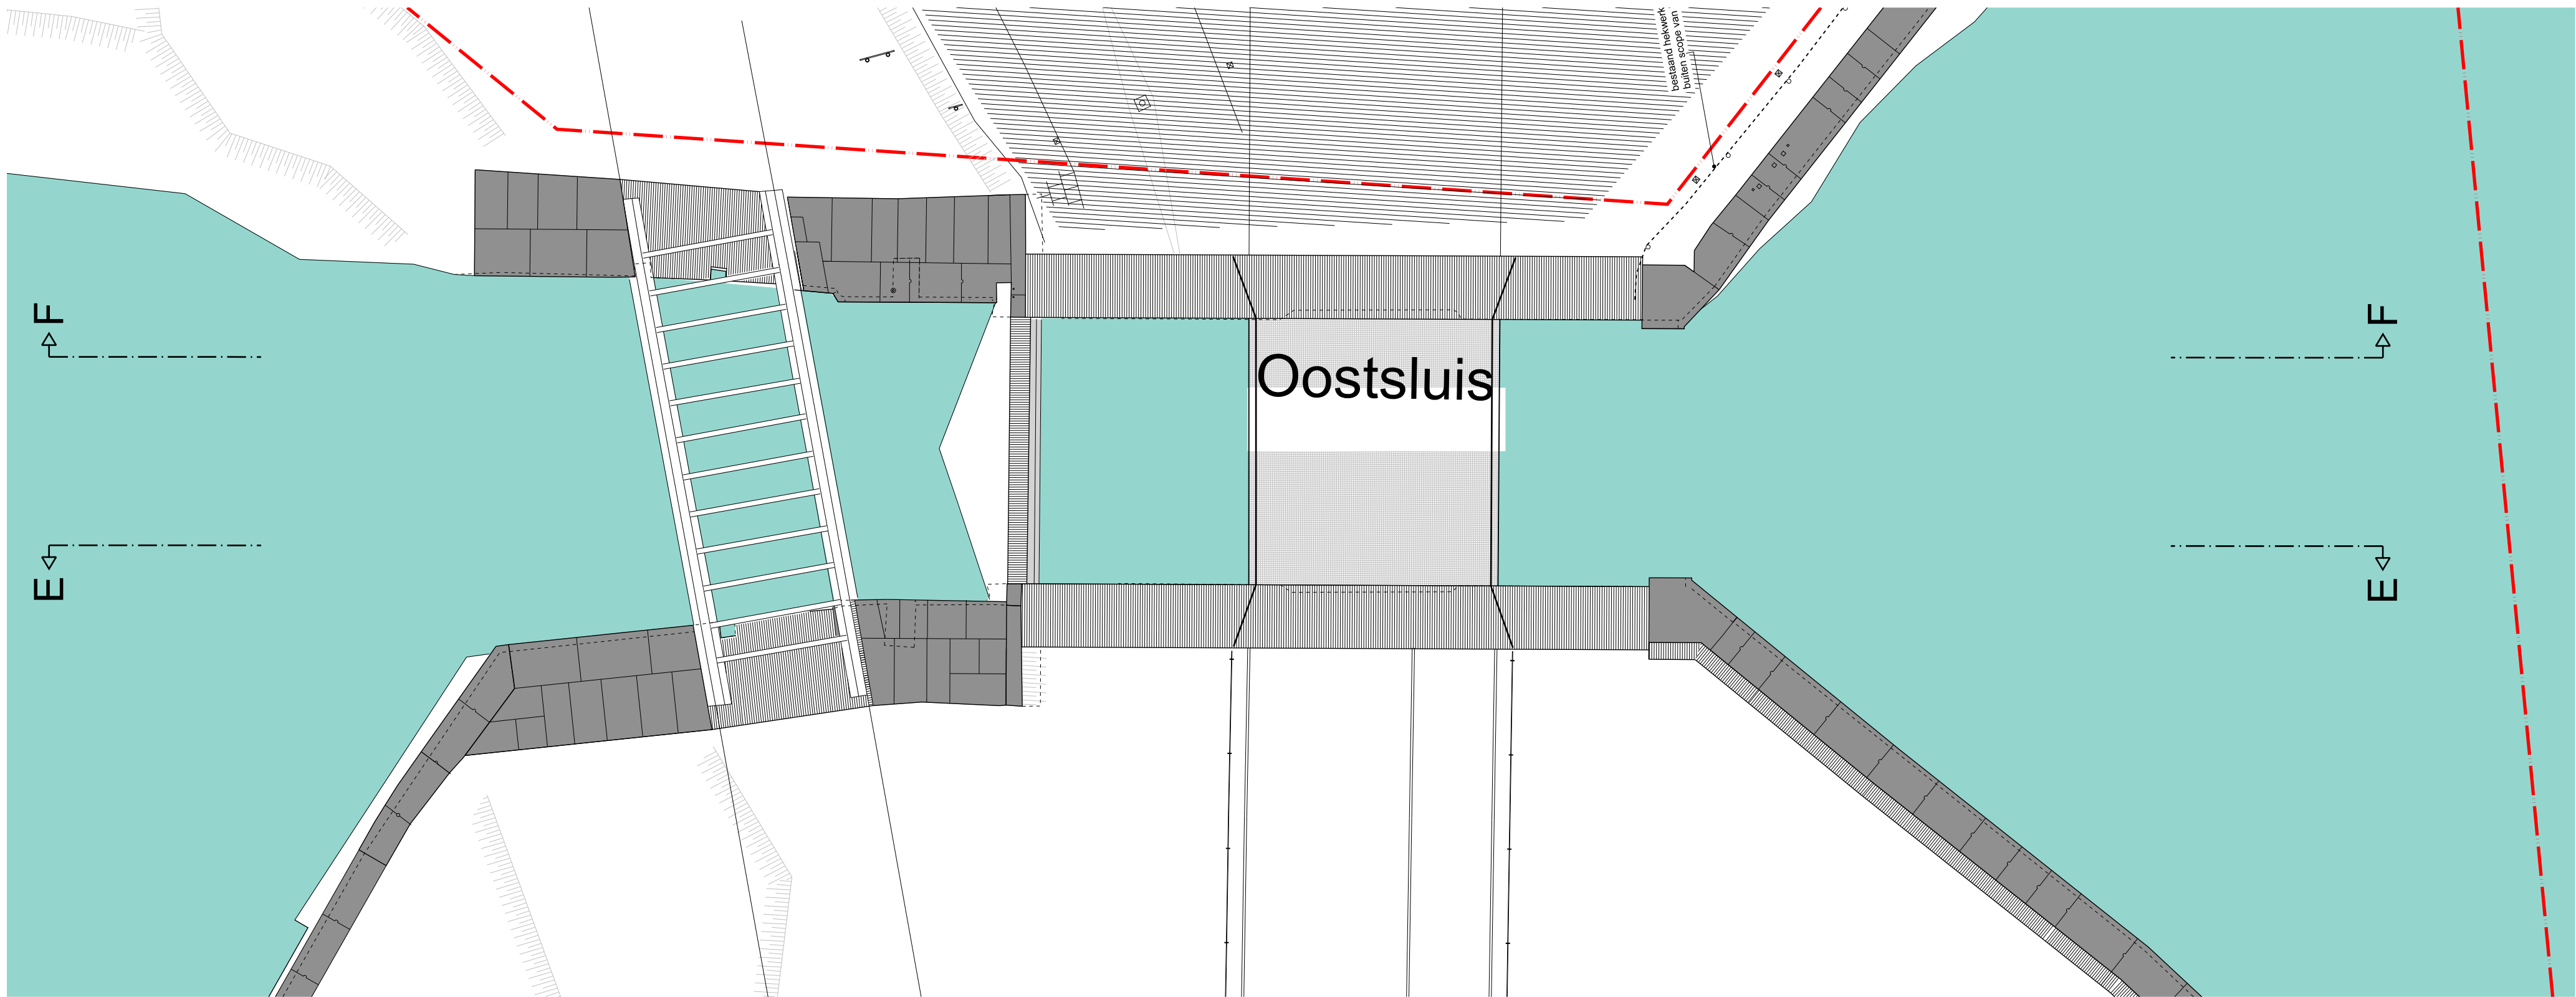 bestaand hekwerk
buiten scope van
F
F
Oostsluis
E
E